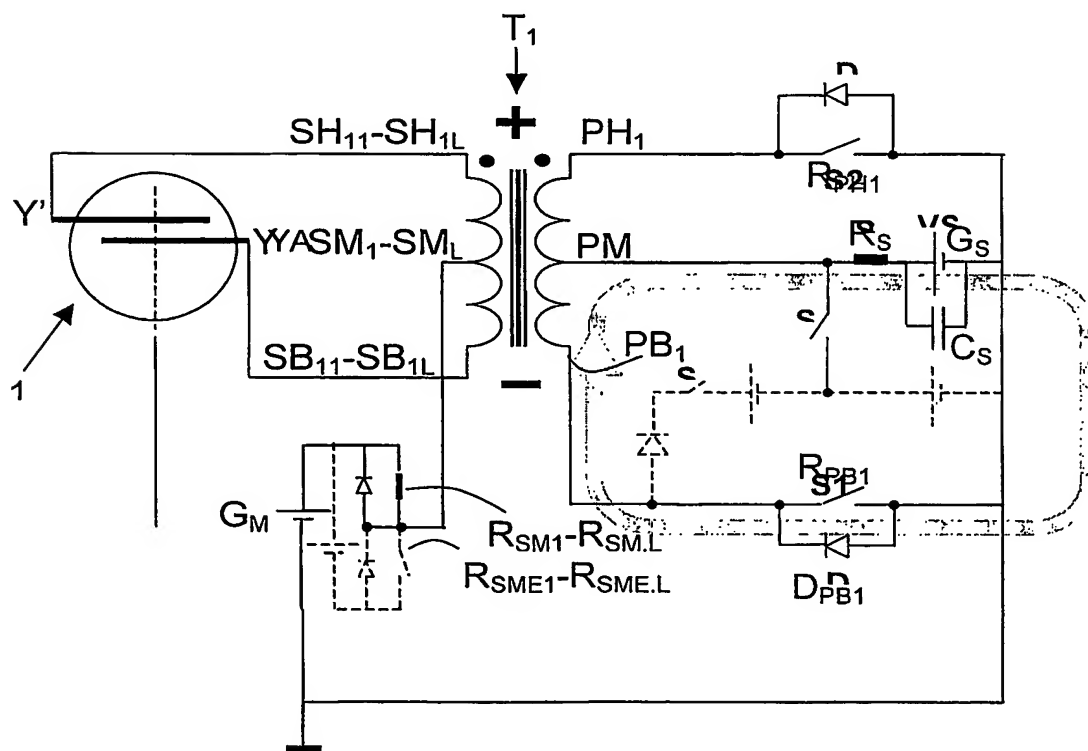 T₁
+
SH₁₁-SH₁L
PH₁
Y'
SM₁-SML
PM
RS
GS
CS
SB₁₁-SB₁L
PB₁
1
−
GM
RSM1-RSM.L
RSME1-RSME.L
RPB1
DPB1